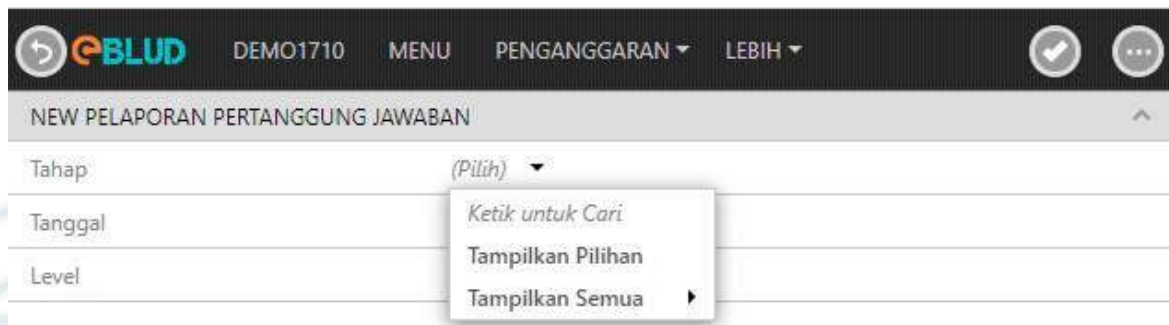 eBLUD DEMO1710 MENU PENGANGGARAN LEBIH
NEW PELAPORAN PERTANGGUNG JAWABAN
Tahap (Pilih)
Ketik untuk Cari
Tanggal
Tampilkan Pilihan
Level
Tampilkan Semua